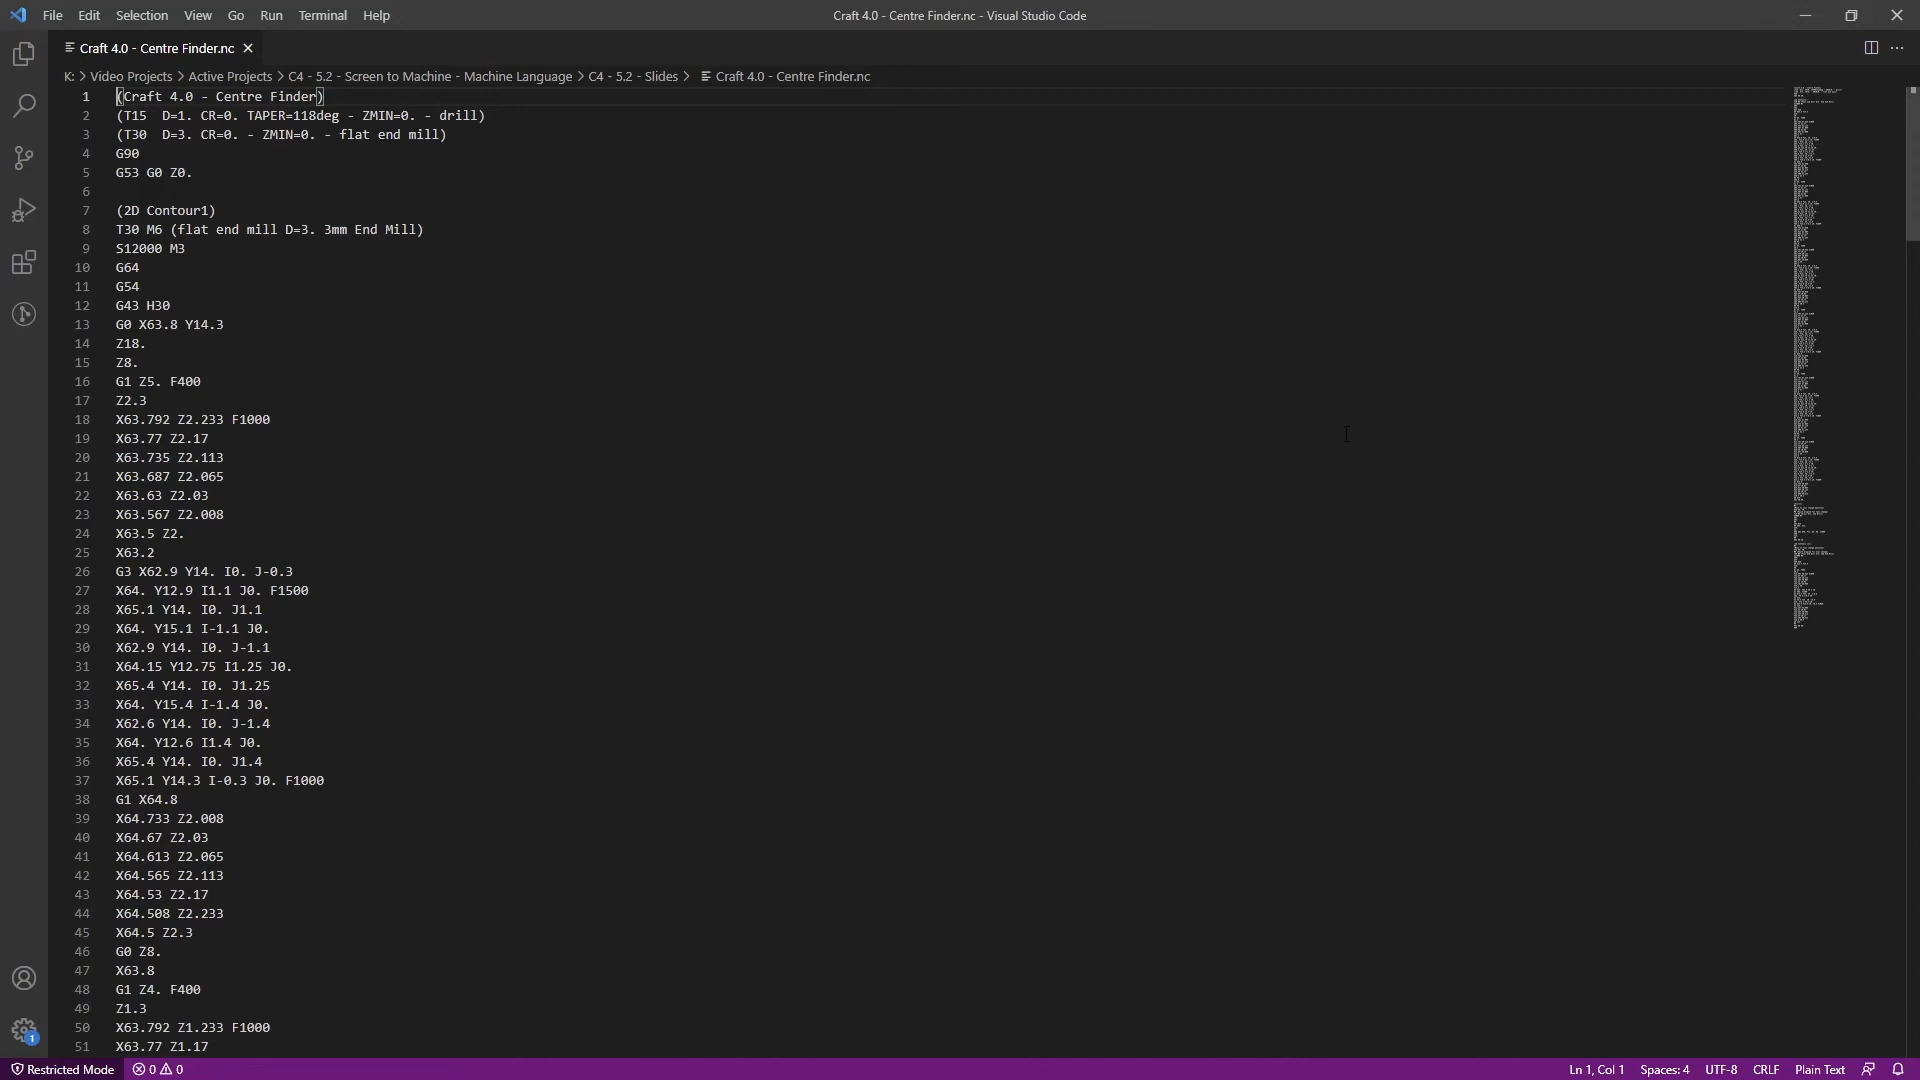 File Edit Selection View Go Run Terminal Help
Craft 4.0 - Centre Finder.nc - Visual Studio Code
Craft 4.0 - Centre Finder.nc
K: > Video Projects > Active Projects > C4 - 5.2 - Screen to Machine - Machine Language > C4 - 5.2 - Slides > Craft 4.0 - Centre Finder.nc
1 (Craft 4.0 - Centre Finder)
2 (T15  D=1. CR=0. TAPER=118deg - ZMIN=0. - drill)
3 (T30  D=3. CR=0. - ZMIN=0. - flat end mill)
4 G90
5 G53 G0 Z0.
6
7 (2D Contour1)
8 T30 M6 (flat end mill D=3. 3mm End Mill)
9 S12000 M3
10 G64
11 G54
12 G43 H30
13 G0 X63.8 Y14.3
14 Z18.
15 Z8.
16 G1 Z5. F400
17 Z2.3
18 X63.792 Z2.233 F1000
19 X63.77 Z2.17
20 X63.735 Z2.113
21 X63.687 Z2.065
22 X63.63 Z2.03
23 X63.567 Z2.008
24 X63.5 Z2.
25 X63.2
26 G3 X62.9 Y14. I0. J-0.3
27 X64. Y12.9 I1.1 J0. F1500
28 X65.1 Y14. I0. J1.1
29 X64. Y15.1 I-1.1 J0.
30 X62.9 Y14. I0. J-1.1
31 X64.15 Y12.75 I1.25 J0.
32 X65.4 Y14. I0. J1.25
33 X64. Y15.4 I-1.4 J0.
34 X62.6 Y14. I0. J-1.4
35 X64. Y12.6 I1.4 J0.
36 X65.4 Y14. I0. J1.4
37 X65.1 Y14.3 I-0.3 J0. F1000
38 G1 X64.8
39 X64.733 Z2.008
40 X64.67 Z2.03
41 X64.613 Z2.065
42 X64.565 Z2.113
43 X64.53 Z2.17
44 X64.508 Z2.233
45 X64.5 Z2.3
46 G0 Z8.
47 X63.8
48 G1 Z4. F400
49 Z1.3
50 X63.792 Z1.233 F1000
51 X63.77 Z1.17
1
Restricted Mode 0 0
Ln 1, Col 1 Spaces: 4 UTF-8 CRLF Plain Text